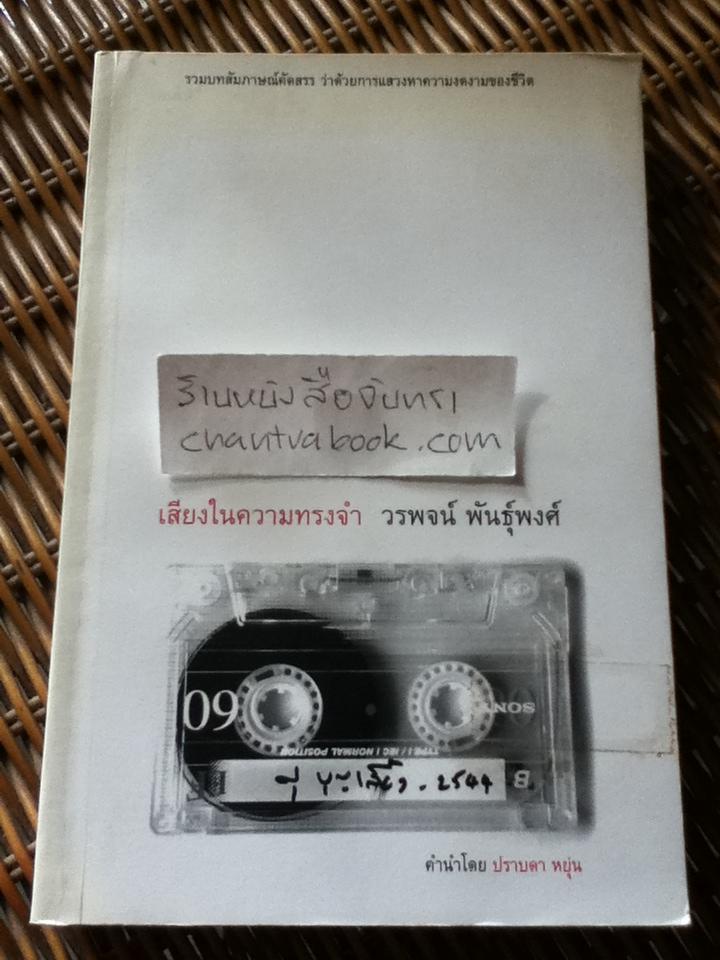 รวมบทสัมภาษณ์คัดสรร ว่าด้วยการแสวงหาความงดงามของชีวิต
ร้านหนังสือจันทรา
chantrabook.com
เสียงในความทรงจำ วรพจน์ พันธุ์พงศ์
60
SONY
TYPE I / IEC I NORMAL POSITION
2544 B
คำนำโดย ปราบดา หยุ่น